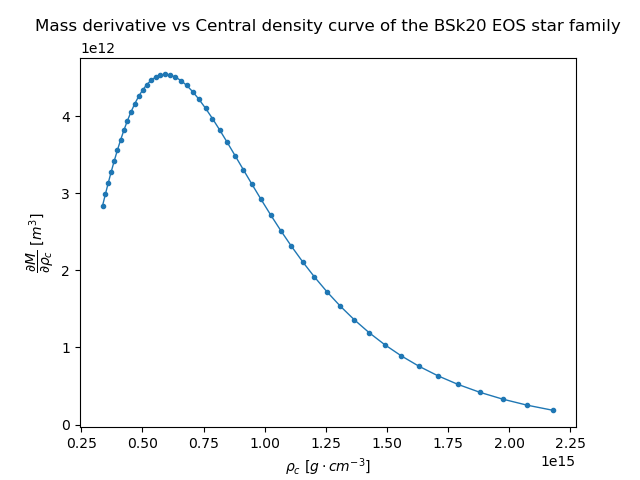 Mass derivative vs Central density curve of the BSk20 EOS star family
1e12
4
3
2
1
0
∂M/∂ρc [m³]
0.25 0.50 0.75 1.00 1.25 1.50 1.75 2.00 2.25
1e15
ρc [g · cm⁻³]